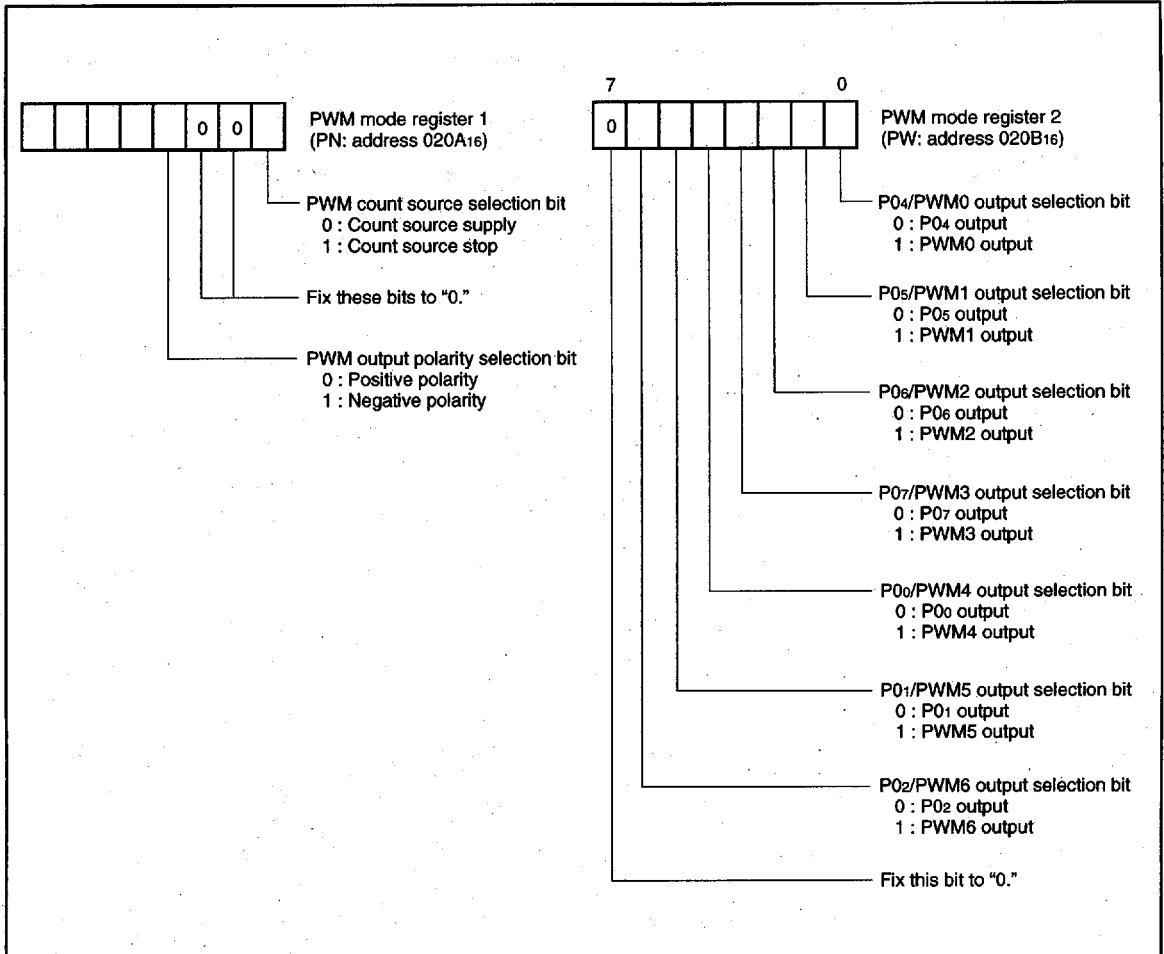 0 0
PWM mode register 1
(PN: address 020A16)
PWM count source selection bit
0 : Count source supply
1 : Count source stop
Fix these bits to “0.”
PWM output polarity selection bit
0 : Positive polarity
1 : Negative polarity
7 0
0
PWM mode register 2
(PW: address 020B16)
P04/PWM0 output selection bit
0 : P04 output
1 : PWM0 output
P05/PWM1 output selection bit
0 : P05 output
1 : PWM1 output
P06/PWM2 output selection bit
0 : P06 output
1 : PWM2 output
P07/PWM3 output selection bit
0 : P07 output
1 : PWM3 output
P00/PWM4 output selection bit
0 : P00 output
1 : PWM4 output
P01/PWM5 output selection bit
0 : P01 output
1 : PWM5 output
P02/PWM6 output selection bit
0 : P02 output
1 : PWM6 output
Fix this bit to “0.”